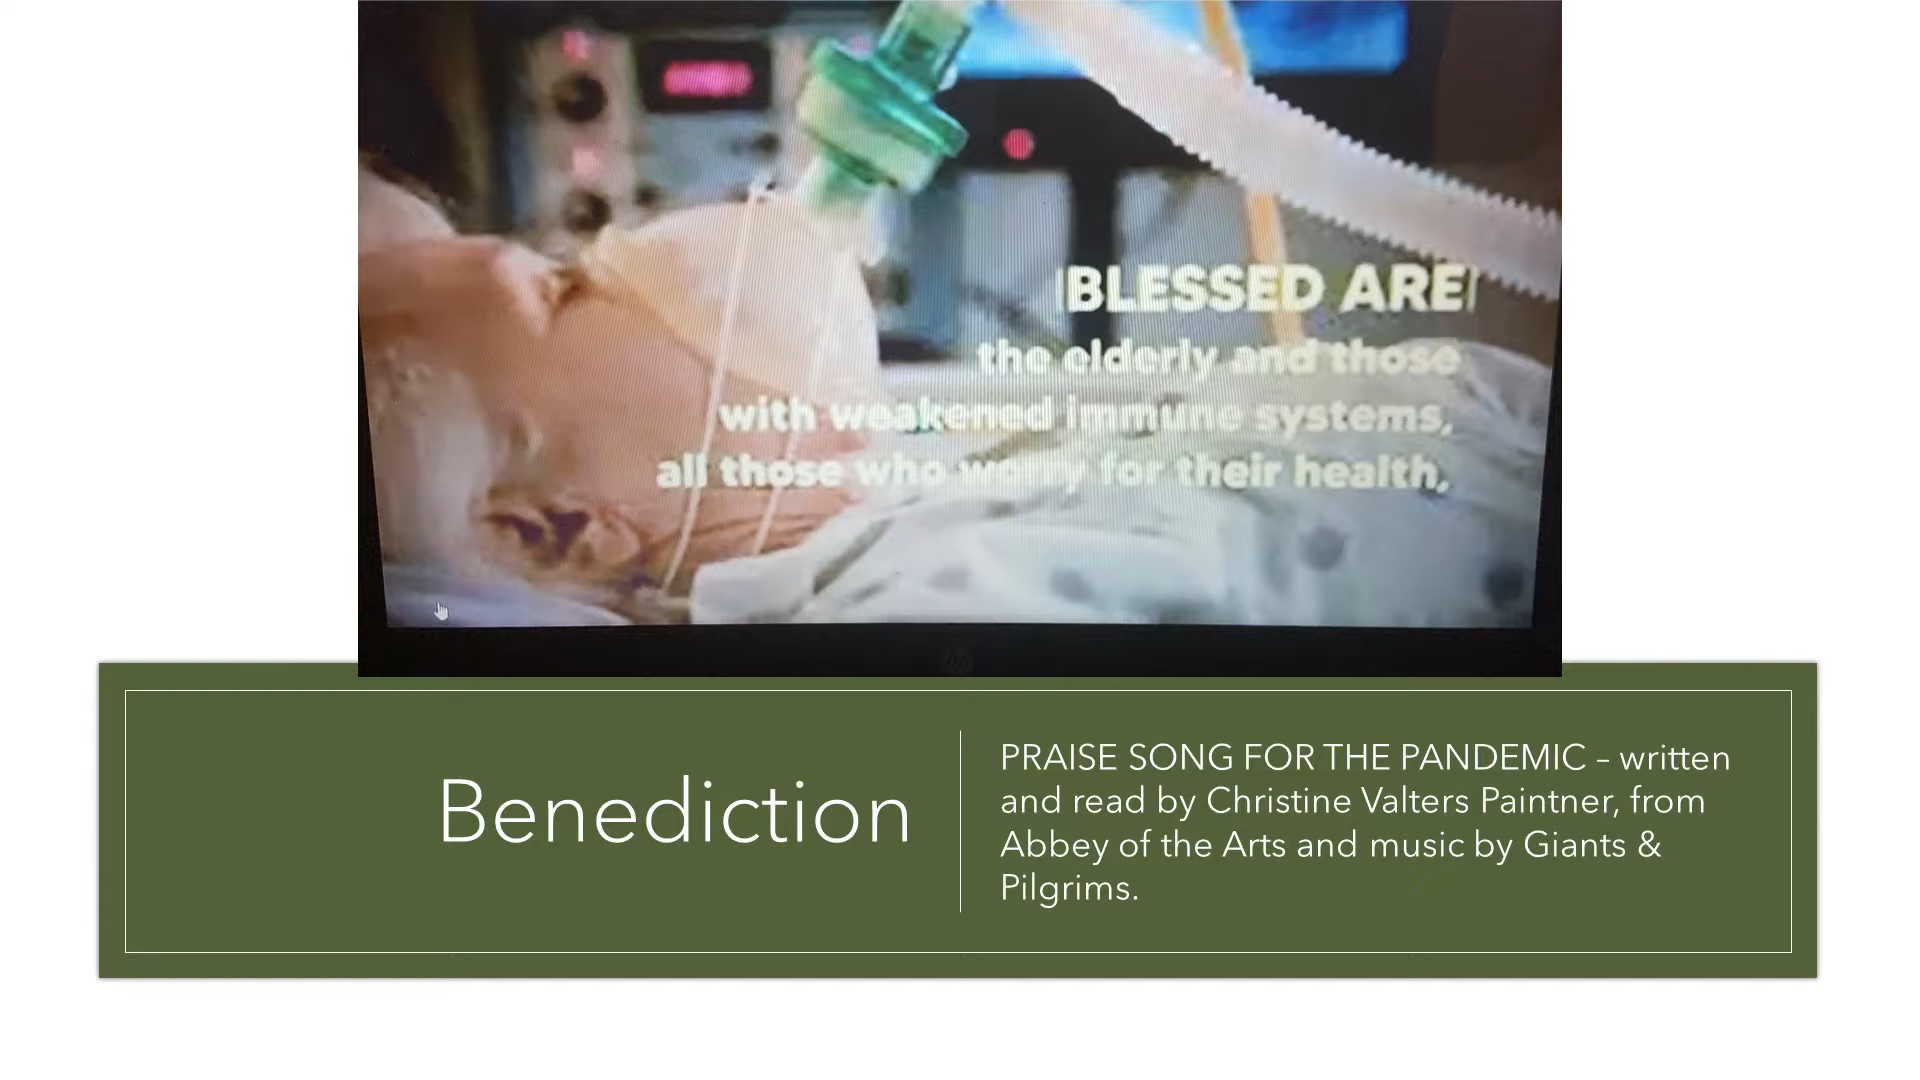 BLESSED ARE
the elderly and those
with weakened immune systems,
all those who worry for their health,
hp
Benediction
PRAISE SONG FOR THE PANDEMIC – written
and read by Christine Valters Paintner, from
Abbey of the Arts and music by Giants &
Pilgrims.